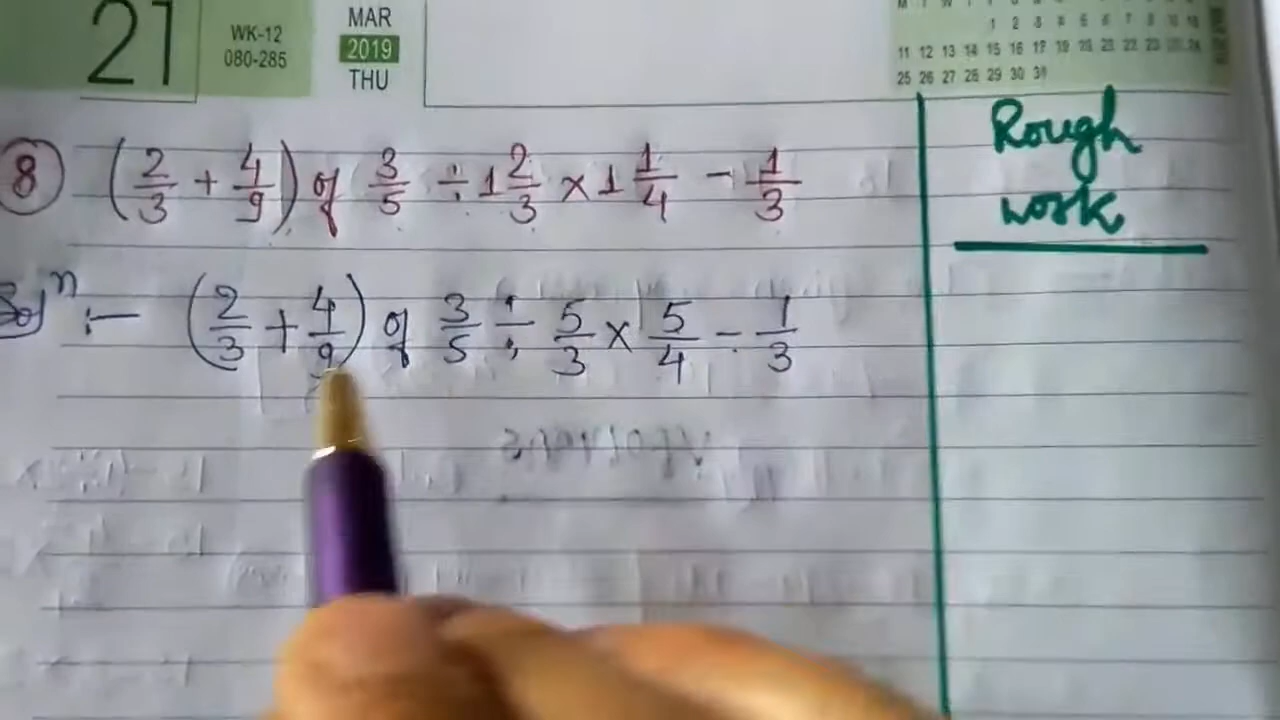 21 WK-12 080-285 MAR 2019 THU
1 2 3 4 5 6 7 8 9 10
11 12 13 14 15 16 17 18 19 20 21 22 23 24
25 26 27 28 29 30 31
Rough
work
8 (2/3 + 4/9) of 3/5 ÷ 1 2/3 × 1 1/4 - 1/3
Solⁿ :- (2/3 + 4/9) of 3/5 ÷ 5/3 × 5/4 - 1/3